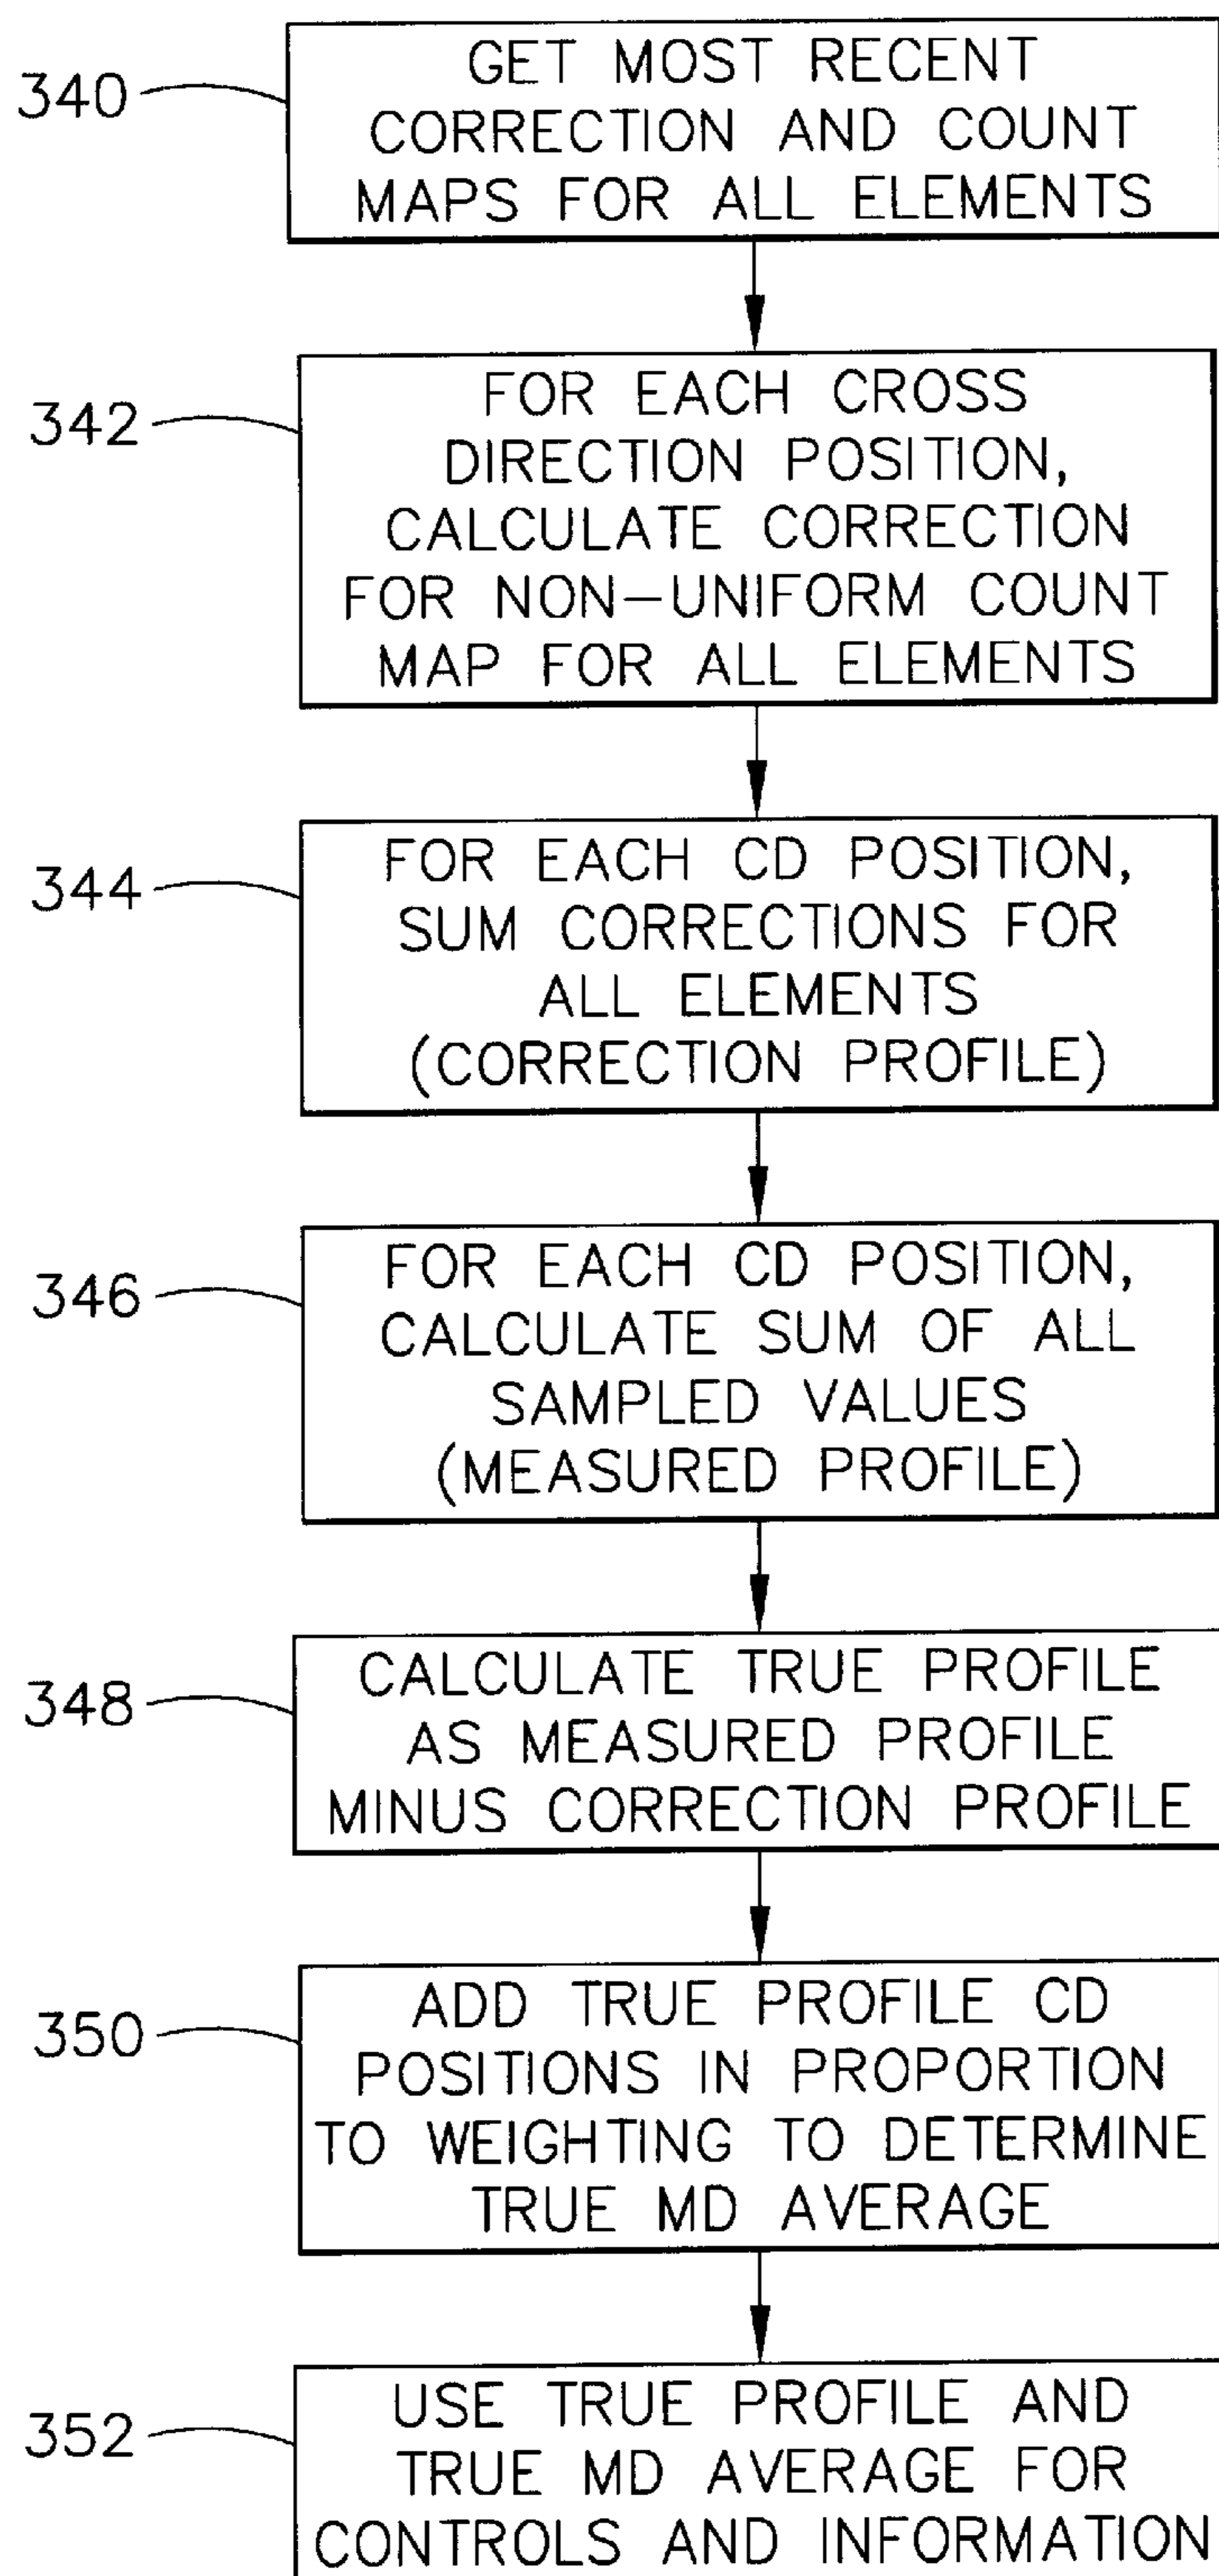 340
GET MOST RECENT
CORRECTION AND COUNT
MAPS FOR ALL ELEMENTS
342
FOR EACH CROSS
DIRECTION POSITION,
CALCULATE CORRECTION
FOR NON-UNIFORM COUNT
MAP FOR ALL ELEMENTS
344
FOR EACH CD POSITION,
SUM CORRECTIONS FOR
ALL ELEMENTS
(CORRECTION PROFILE)
346
FOR EACH CD POSITION,
CALCULATE SUM OF ALL
SAMPLED VALUES
(MEASURED PROFILE)
348
CALCULATE TRUE PROFILE
AS MEASURED PROFILE
MINUS CORRECTION PROFILE
350
ADD TRUE PROFILE CD
POSITIONS IN PROPORTION
TO WEIGHTING TO DETERMINE
TRUE MD AVERAGE
352
USE TRUE PROFILE AND
TRUE MD AVERAGE FOR
CONTROLS AND INFORMATION